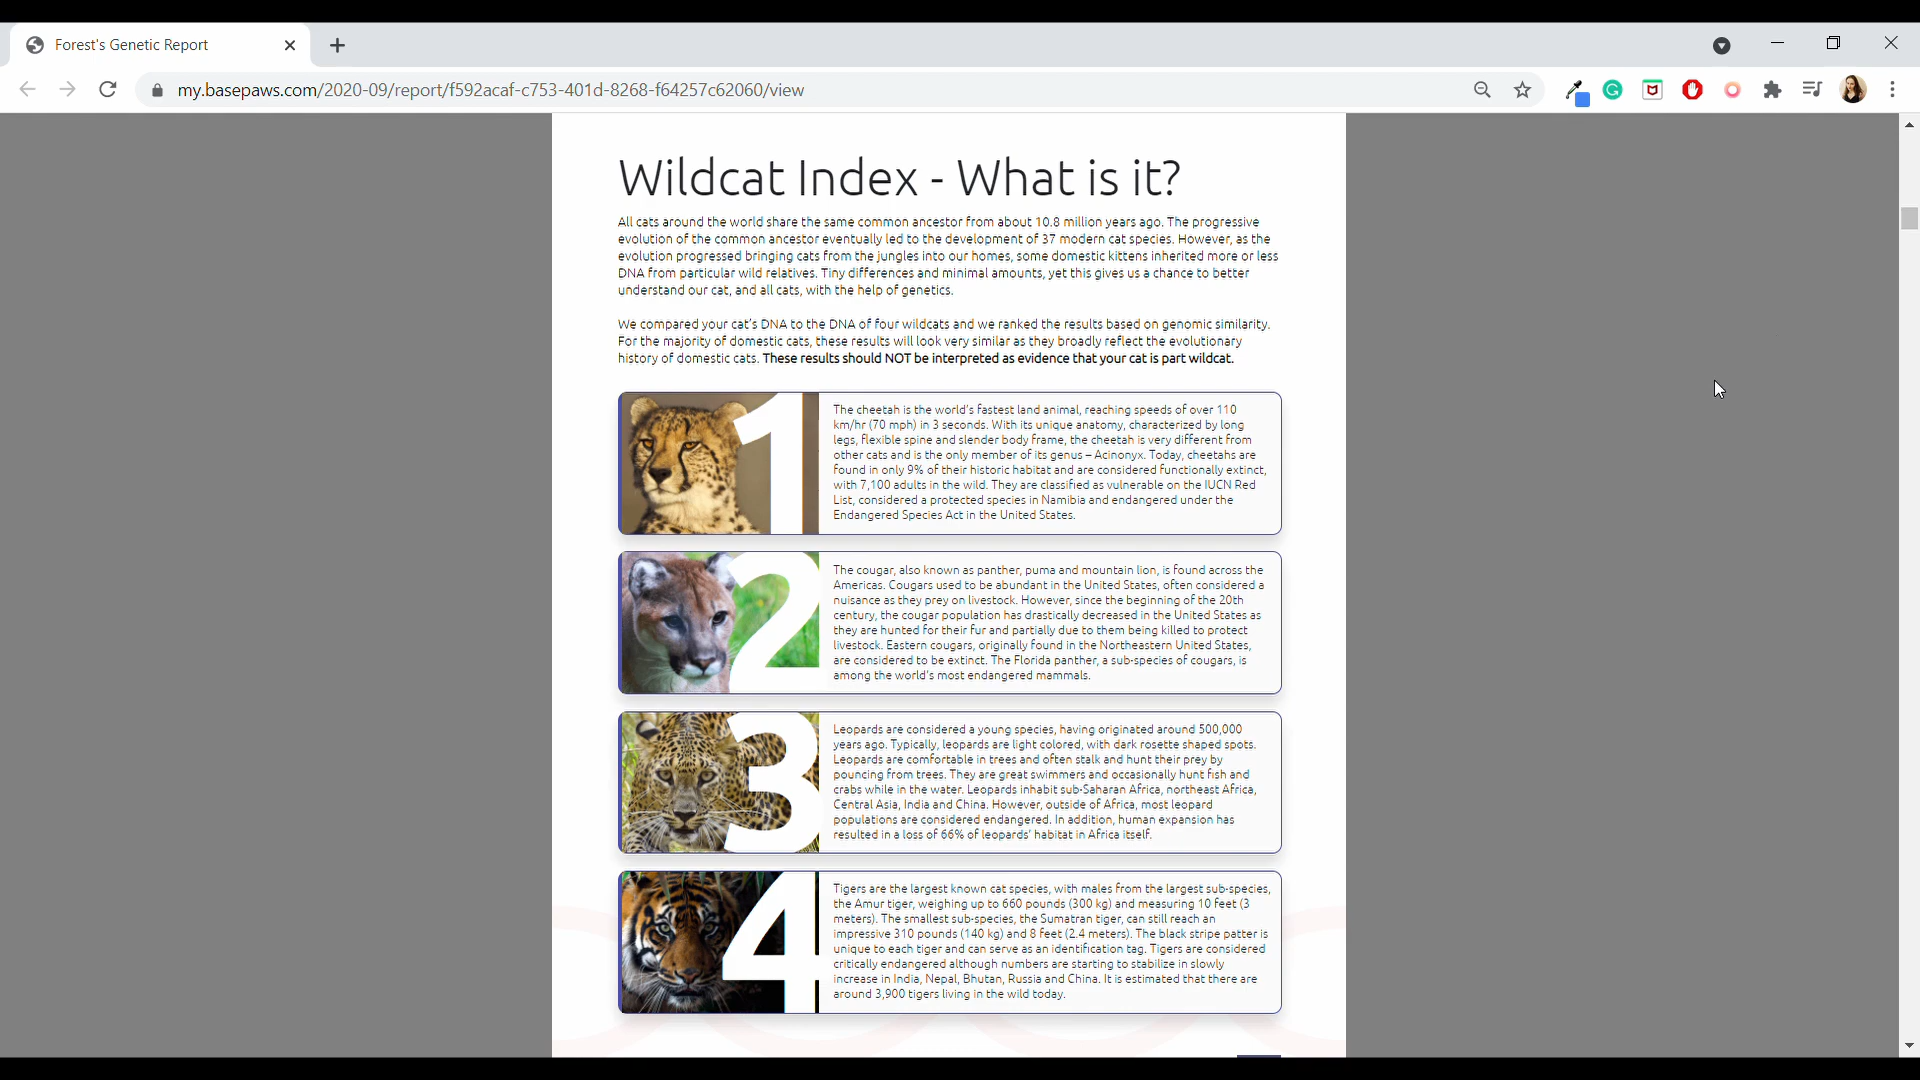 Forest's Genetic Report
my.basepaws.com/2020-09/report/f592acaf-c753-401d-8268-f64257c62060/view
Wildcat Index - What is it?
All cats around the world share the same common ancestor from about 10.8 million years ago. The progressive
evolution of the common ancestor eventually led to the development of 37 modern cat species. However, as the
evolution progressed bringing cats from the jungles into our homes, some domestic kittens inherited more or less
DNA from particular wild relatives. Tiny differences and minimal amounts, yet this gives us a chance to better
understand our cat, and all cats, with the help of genetics.
We compared your cat's DNA to the DNA of four wildcats and we ranked the results based on genomic similarity.
For the majority of domestic cats, these results will look very similar as they broadly reflect the evolutionary
history of domestic cats. These results should NOT be interpreted as evidence that your cat is part wildcat.
1
The cheetah is the world's fastest land animal, reaching speeds of over 110
km/hr (70 mph) in 3 seconds. With its unique anatomy, characterized by long
legs, flexible spine and slender body frame, the cheetah is very different from
other cats and is the only member of its genus – Acinonyx. Today, cheetahs are
found in only 9% of their historic habitat and are considered functionally extinct,
with 7,100 adults in the wild. They are classified as vulnerable on the IUCN Red
List, considered a protected species in Namibia and endangered under the
Endangered Species Act in the United States.
2
The cougar, also known as panther, puma and mountain lion, is found across the
Americas. Cougars used to be abundant in the United States, often considered a
nuisance as they prey on livestock. However, since the beginning of the 20th
century, the cougar population has drastically decreased in the United States as
they are hunted for their fur and partially due to them being killed to protect
livestock. Eastern cougars, originally found in the Northeastern United States,
are considered to be extinct. The Florida panther, a sub-species of cougars, is
among the world's most endangered mammals.
3
Leopards are considered a young species, having originated around 500,000
years ago. Typically, leopards are light colored, with dark rosette shaped spots.
Leopards are comfortable in trees and often stalk and hunt their prey by
pouncing from trees. They are great swimmers and occasionally hunt fish and
crabs while in the water. Leopards inhabit sub-Saharan Africa, northeast Africa,
Central Asia, India and China. However, outside of Africa, most leopard
populations are considered endangered. In addition, human expansion has
resulted in a loss of 66% of leopards' habitat in Africa itself.
4
Tigers are the largest known cat species, with males from the largest sub-species,
the Amur tiger, weighing up to 660 pounds (300 kg) and measuring 10 feet (3
meters). The smallest sub-species, the Sumatran tiger, can still reach an
impressive 310 pounds (140 kg) and 8 feet (2.4 meters). The black stripe patter is
unique to each tiger and can serve as an identification tag. Tigers are considered
critically endangered although numbers are starting to stabilize in slowly
increase in India, Nepal, Bhutan, Russia and China. It is estimated that there are
around 3,900 tigers living in the wild today.